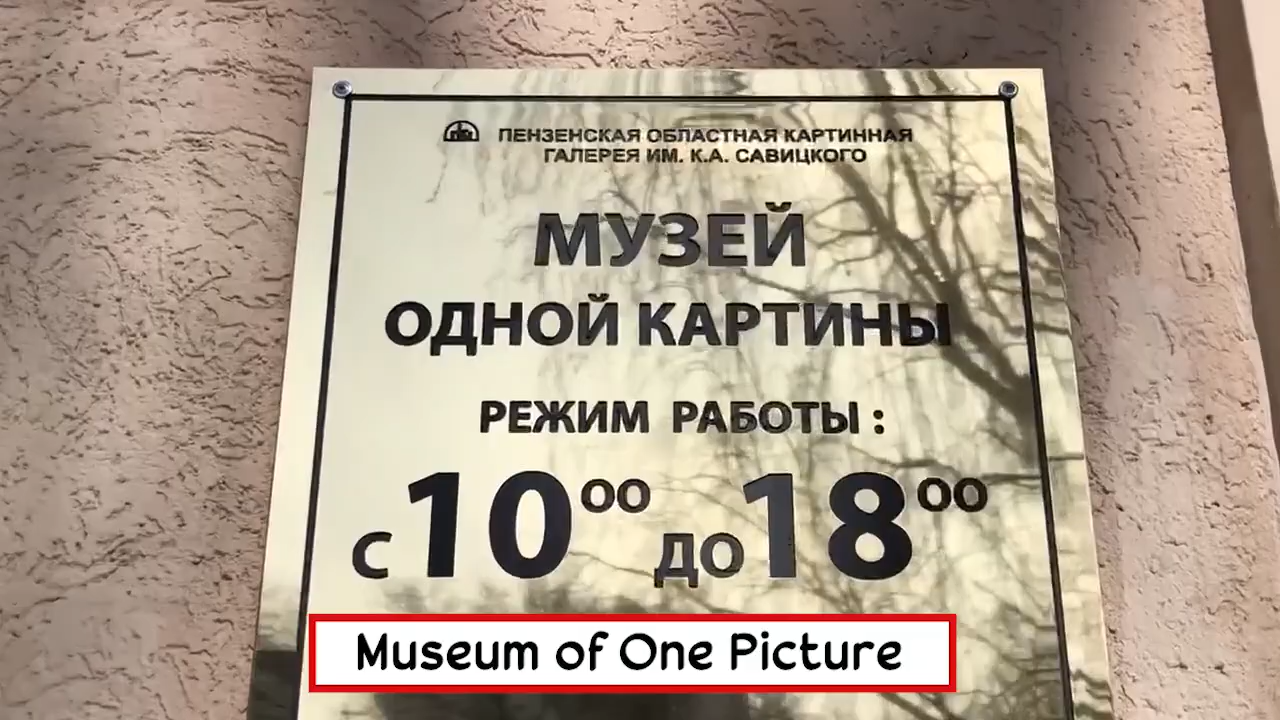 ПЕНЗЕНСКАЯ ОБЛАСТНАЯ КАРТИННАЯ
ГАЛЕРЕЯ ИМ. К.А. САВИЦКОГО
МУЗЕЙ
ОДНОЙ КАРТИНЫ
РЕЖИМ РАБОТЫ:
с 10⁰⁰ до 18⁰⁰
Museum of One Picture